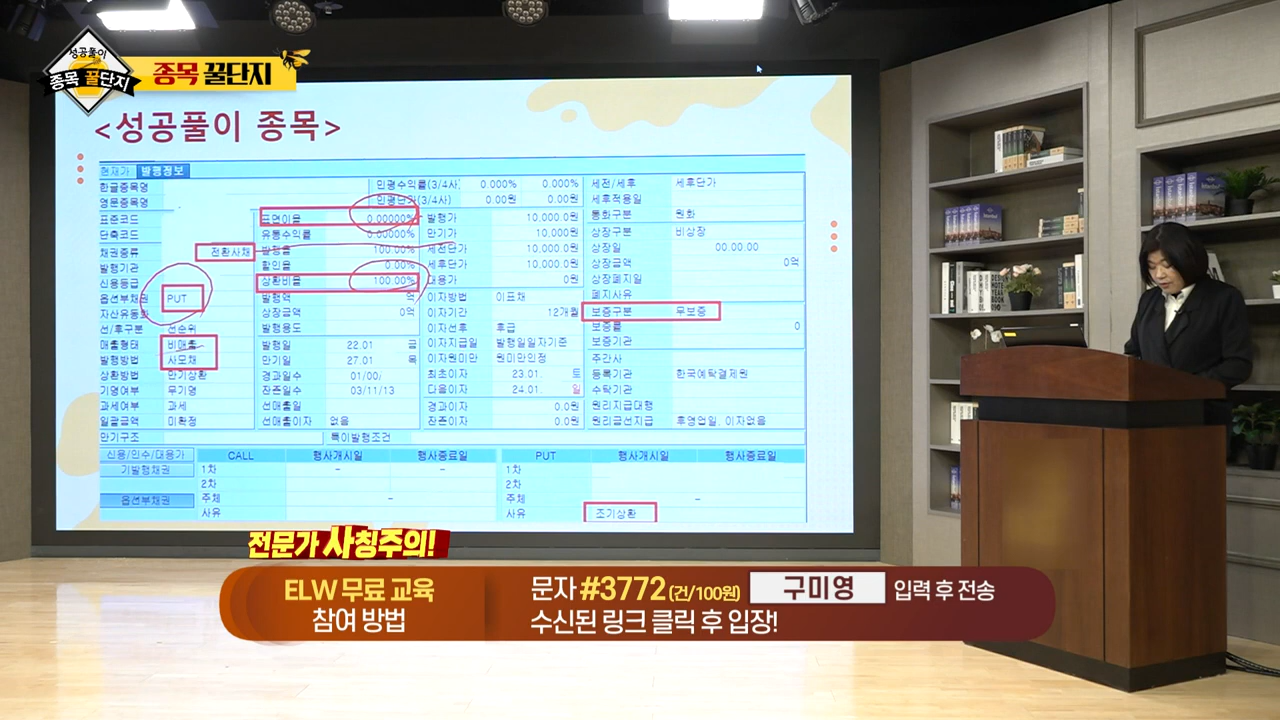 성공풀이
종목 꿀단지
종목 꿀단지
<성공풀이 종목>
현재가 발행정보
한글종목명
영문종목명
표준코드
단축코드
채권종류 전환사채
발행기관
신용등급
옵션부채권 PUT
자산유동화
선/후구분 선순위
매출형태 비매출
발행방법 사모채
상환방법 만기상환
기명여부 무기명
과세여부 과세
일괄금액 미확정
만기구조 특이발행조건
민평수익률(3/4사) 0.000% 0.000%
민평단가(3/4사) 0.00원 0.00원
표면이율 0.00000%
유통수익률 0.00000%
발행율 100.00%
할인율 0.00%
상환비율 100.00%
발행액 억
상장금액 0억
발행용도
발행일 22.01 금
만기일 27.01 목
경과일수 01/00/
잔존일수 03/11/13
선매출일
선매출이자 없음
발행가 10,000.0원
만기가 10,000원
세전단가 10,000.0원
세후단가 10,000.0원
대용가 0원
이자방법 이표채
이자기간 12개월
이자선후 후급
이자지급일 발행일일자기준
이자원미만 원미만인정
최초이자 23.01. 토
다음이자 24.01. 일
경과이자 0.0원
잔존이자 0.0원
세전/세후 세후단가
세후적용일
통화구분 원화
상장구분 비상장
상장일 00.00.00
상장금액 0억
상장폐지일
폐지사유
보증구분 무보증
보증률 0
보증기관
주간사
등록기관 한국예탁결제원
수탁기관
원리지급대행
원리금선지급 후영업일, 이자없음
신용/인수/대용가 CALL 행사개시일 행사종료일 PUT 행사개시일 행사종료일
기발행채권 1차 - - 1차
2차 2차
옵션부채권 주체 - 주체 -
사유 사유 조기상환
전문가 사칭주의!
ELW 무료 교육
참여 방법
문자 #3772 (건/100원) 구미영 입력 후 전송
수신된 링크 클릭 후 입장!